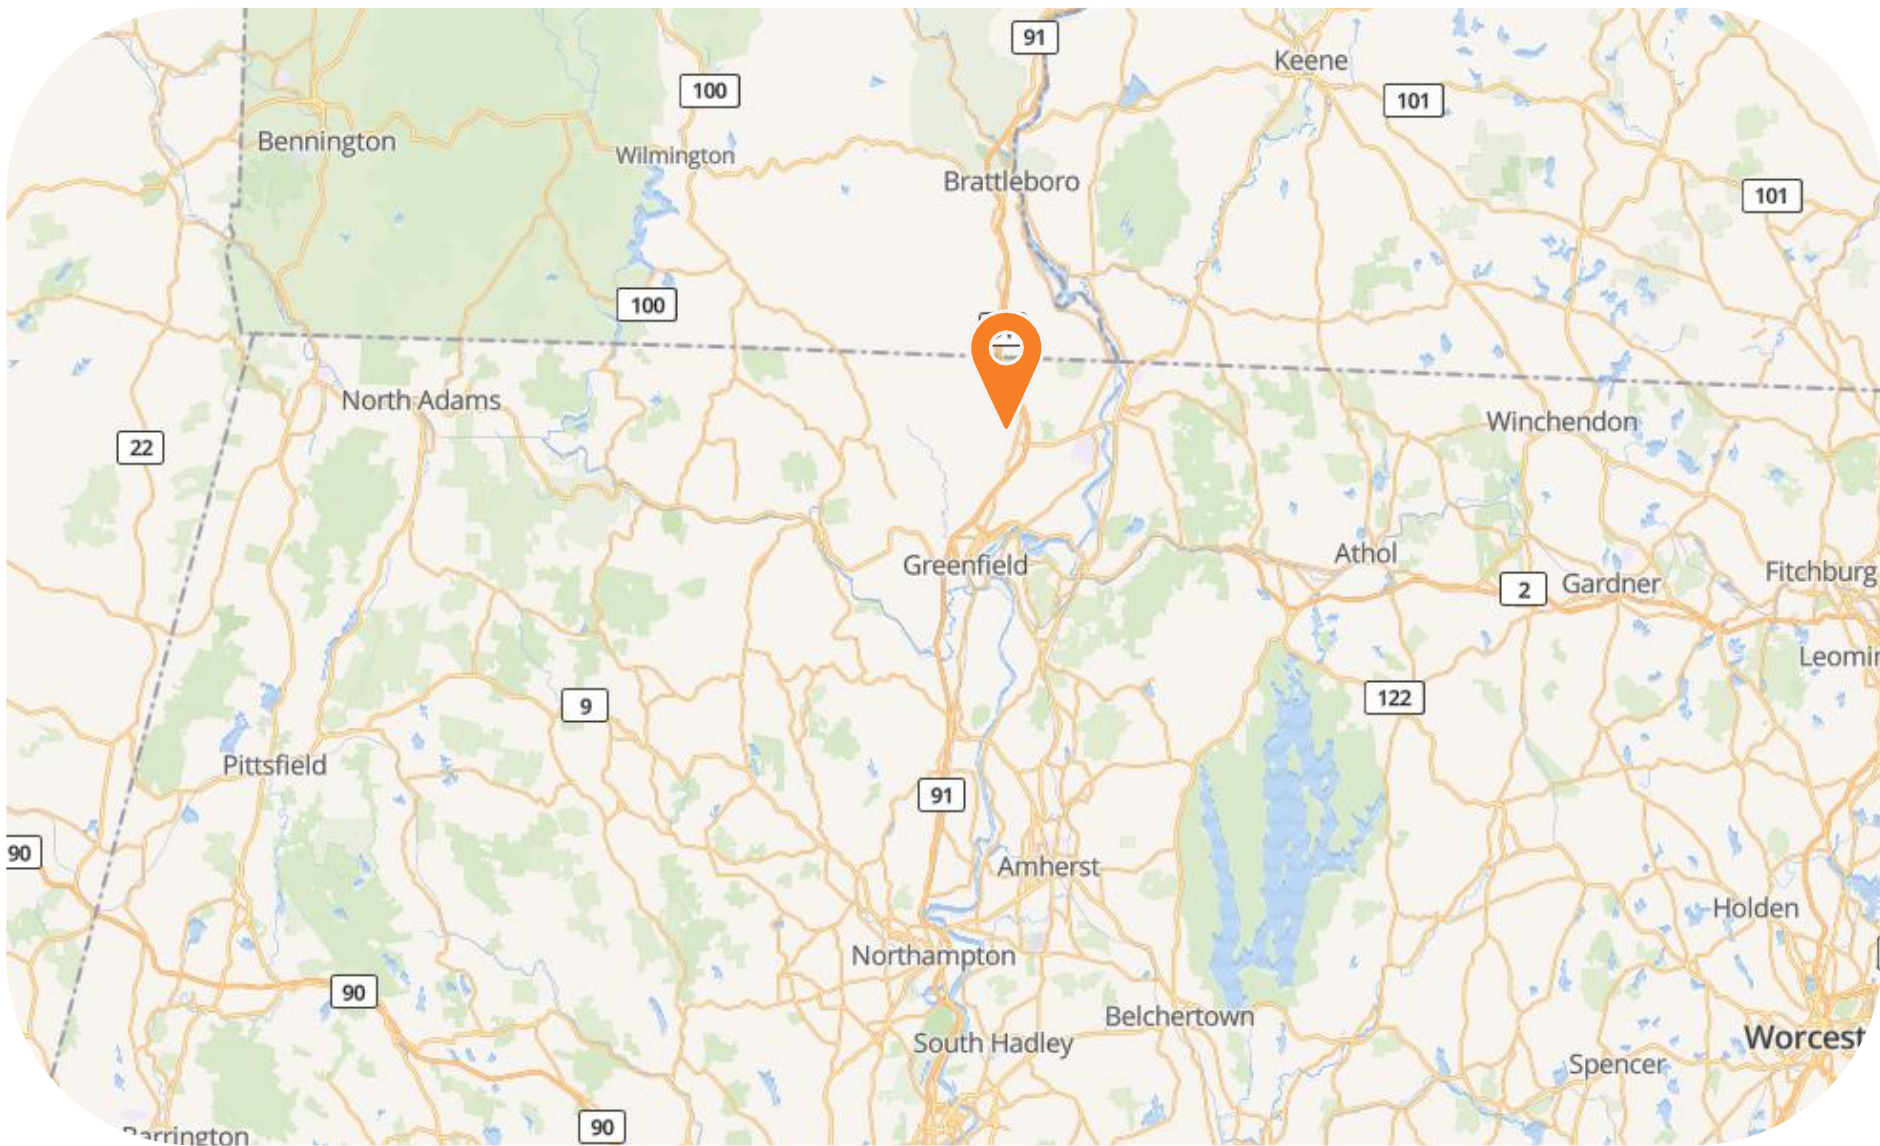 91
Keene
100
101
Bennington
Wilmington
Brattleboro
101
100
North Adams
Winchendon
22
Athol
Greenfield
Fitchburg
2
Gardner
Leomin
122
9
Pittsfield
91
90
Amherst
Holden
Northampton
90
Belchertown
Worcest
South Hadley
Spencer
90
Barrington